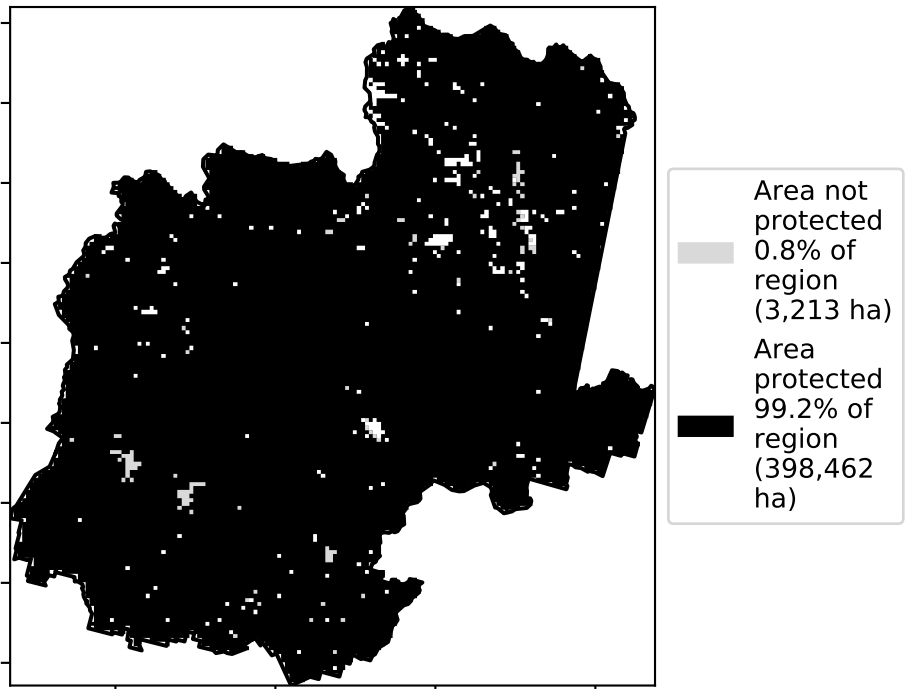 Area not
protected
0.8% of
region
(3,213 ha)
Area
protected
99.2% of
region
(398,462
ha)